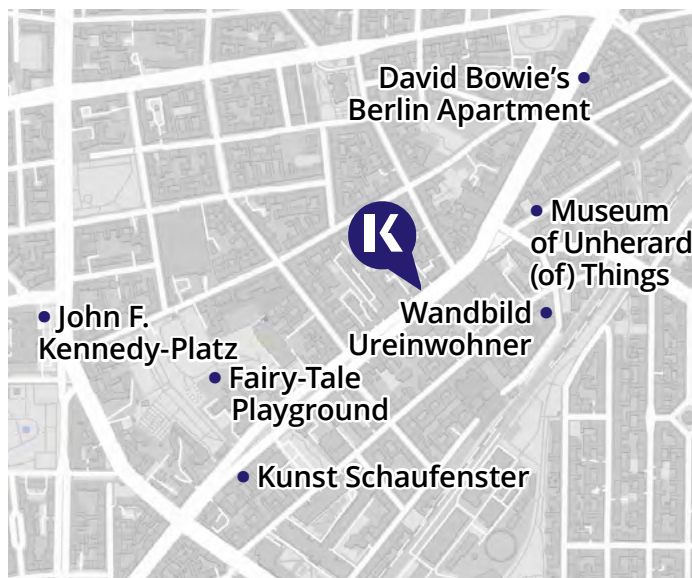 David Bowie's
Berlin Apartment
Museum
of Unherard
(of) Things
K
Wandbild
Ureinwohner
John F.
Kennedy-Platz
Fairy-Tale
Playground
Kunst Schaufenster